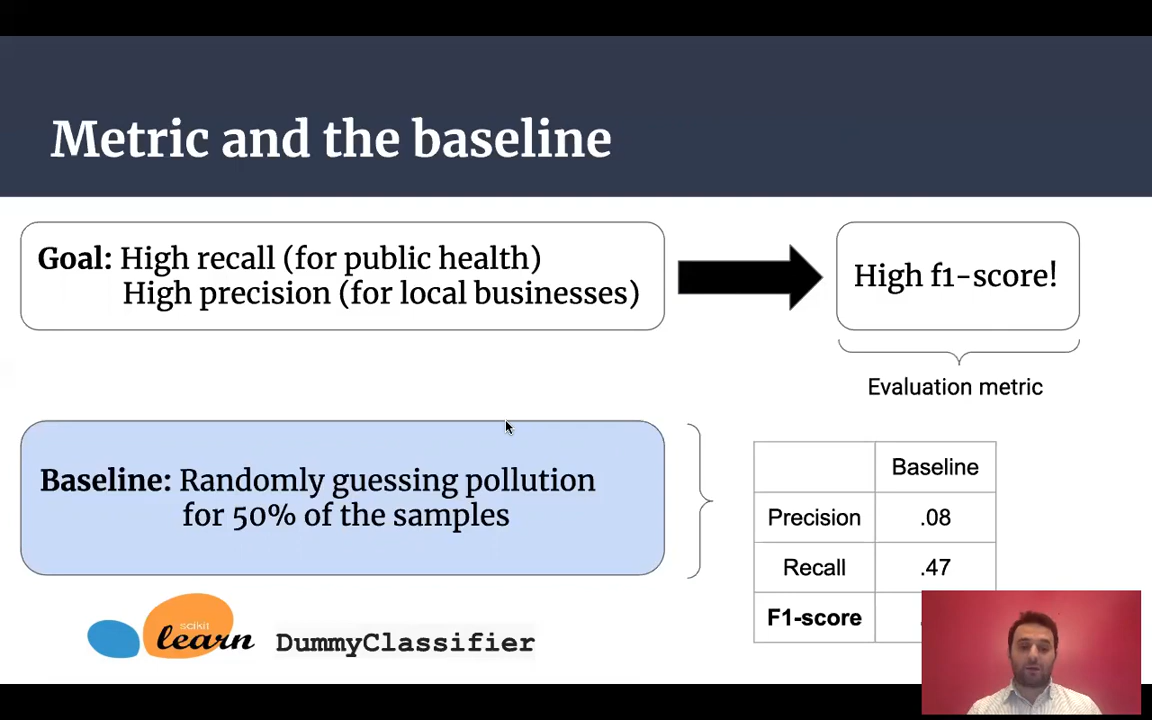 Metric and the baseline
Goal: High recall (for public health)
High precision (for local businesses)
High f1-score!
Evaluation metric
Baseline: Randomly guessing pollution
for 50% of the samples
Baseline
Precision .08
Recall .47
F1-score
scikit
learn
DummyClassifier